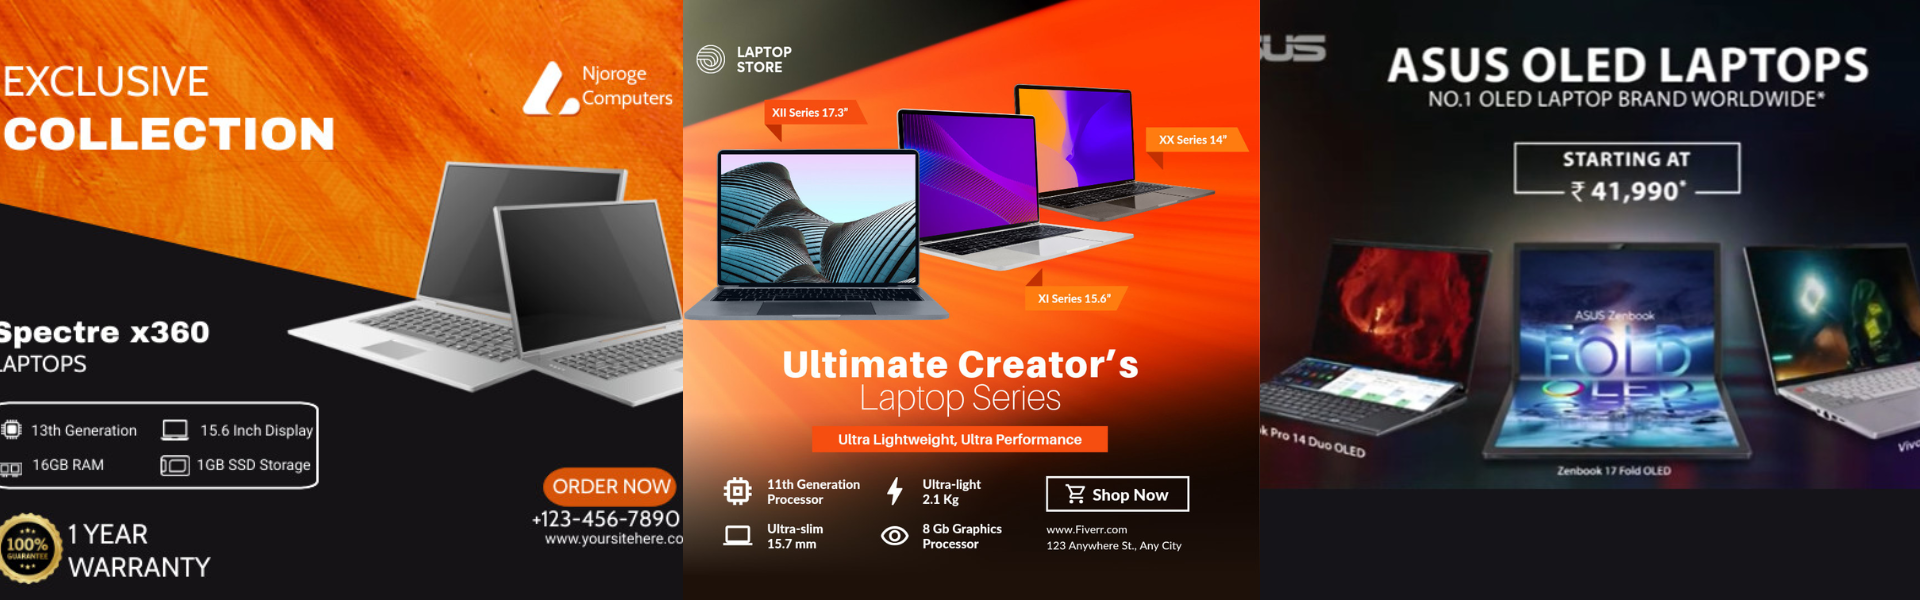 EXCLUSIVE
COLLECTION
Njoroge
Computers
Spectre x360
LAPTOPS
13th Generation
15.6 Inch Display
16GB RAM
1GB SSD Storage
100%
GUARANTEE
1 YEAR
WARRANTY
ORDER NOW
+123-456-7890
www.yoursitehere.co
LAPTOP
STORE
XII Series 17.3"
XX Series 14"
XI Series 15.6"
Ultimate Creator's
Laptop Series
Ultra Lightweight, Ultra Performance
11th Generation
Processor
Ultra-light
2.1 Kg
Ultra-slim
15.7 mm
8 Gb Graphics
Processor
Shop Now
www.Fiverr.com
123 Anywhere St., Any City
US
ASUS OLED LAPTOPS
NO.1 OLED LAPTOP BRAND WORLDWIDE*
STARTING AT
₹ 41,990*
ASUS Zenbook
FOLD
OLED
k Pro 14 Duo OLED
Zenbook 17 Fold OLED
Vivo